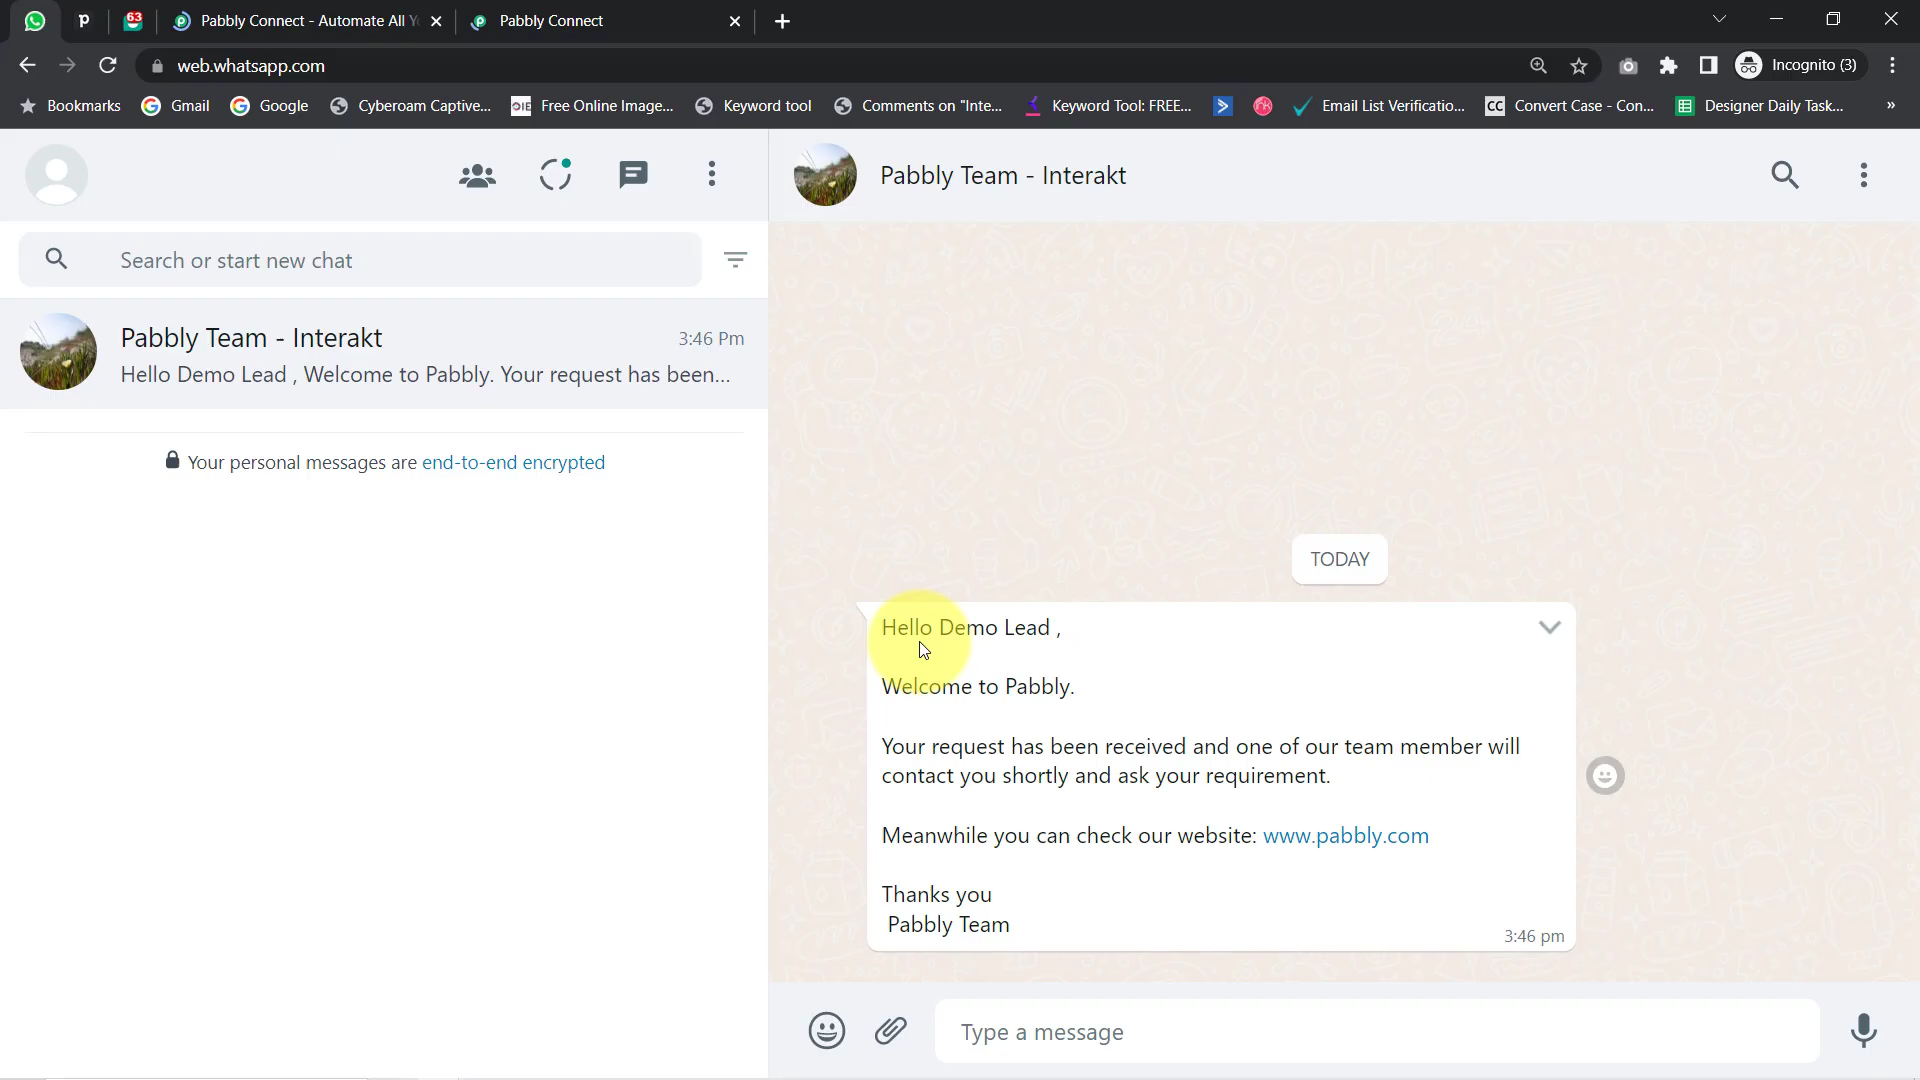 63
Pabbly Connect - Automate All Y
Pabbly Connect
web.whatsapp.com
Incognito (3)
Bookmarks
Gmail
Google
Cyberoam Captive...
OIE
Free Online Image...
Keyword tool
Comments on "Inte...
Keyword Tool: FREE...
Email List Verificatio...
CC
Convert Case - Con...
Designer Daily Task...
»
Pabbly Team - Interakt
Search or start new chat
Pabbly Team - Interakt
3:46 Pm
Hello Demo Lead , Welcome to Pabbly. Your request has been...
Your personal messages are end-to-end encrypted
TODAY
Hello Demo Lead ,
Welcome to Pabbly.
Your request has been received and one of our team member will
contact you shortly and ask your requirement.
Meanwhile you can check our website: www.pabbly.com
Thanks you
Pabbly Team
3:46 pm
Type a message